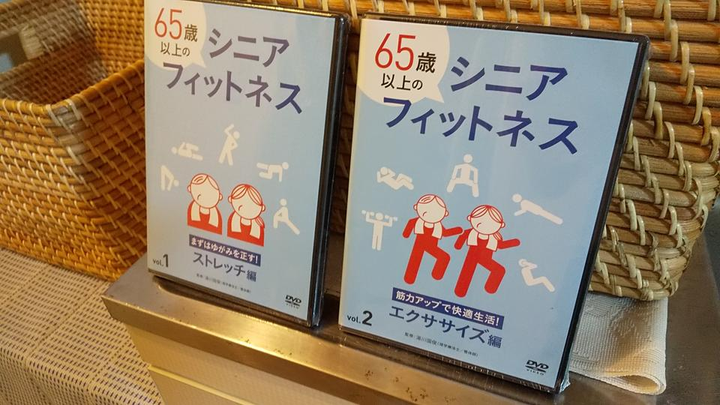 65歳
以上の
シニア
フィットネス
まずはゆがみを正す!
vol.1
ストレッチ編
DVD
65歳
以上の
シニア
フィットネス
筋力アップで快適生活!
vol.2
エクササイズ編
DVD